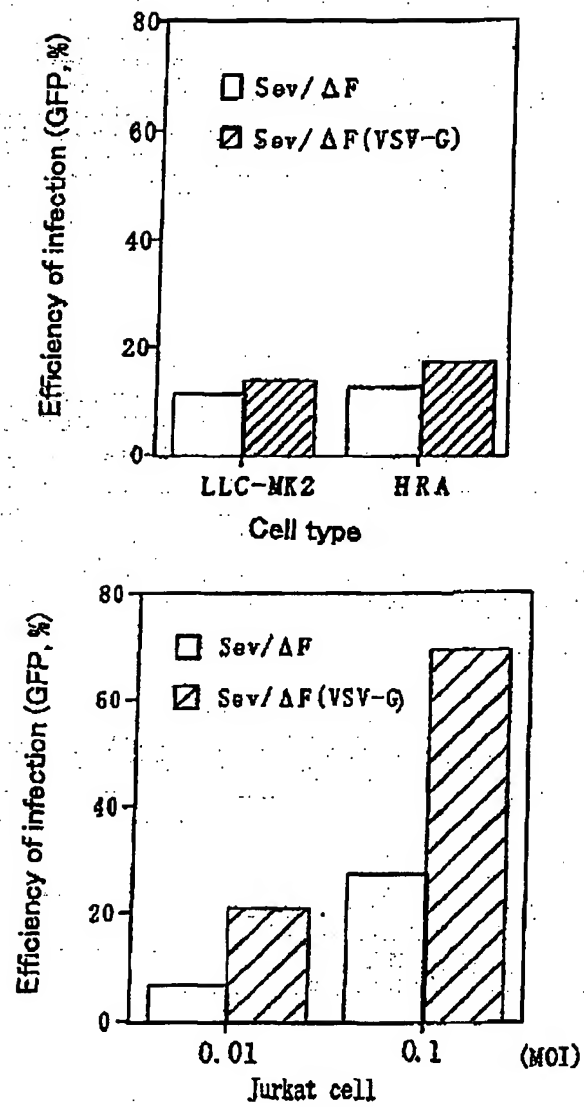 Efficiency of infection (GFP, %)
80
60
40
20
0
Sev/ΔF
Sev/ΔF(VSV-G)
LLC-MK2 HRA
Cell type
Efficiency of infection (GFP, %)
80
60
40
20
0
Sev/ΔF
Sev/ΔF(VSV-G)
0.01 0.1 (MOI)
Jurkat cell